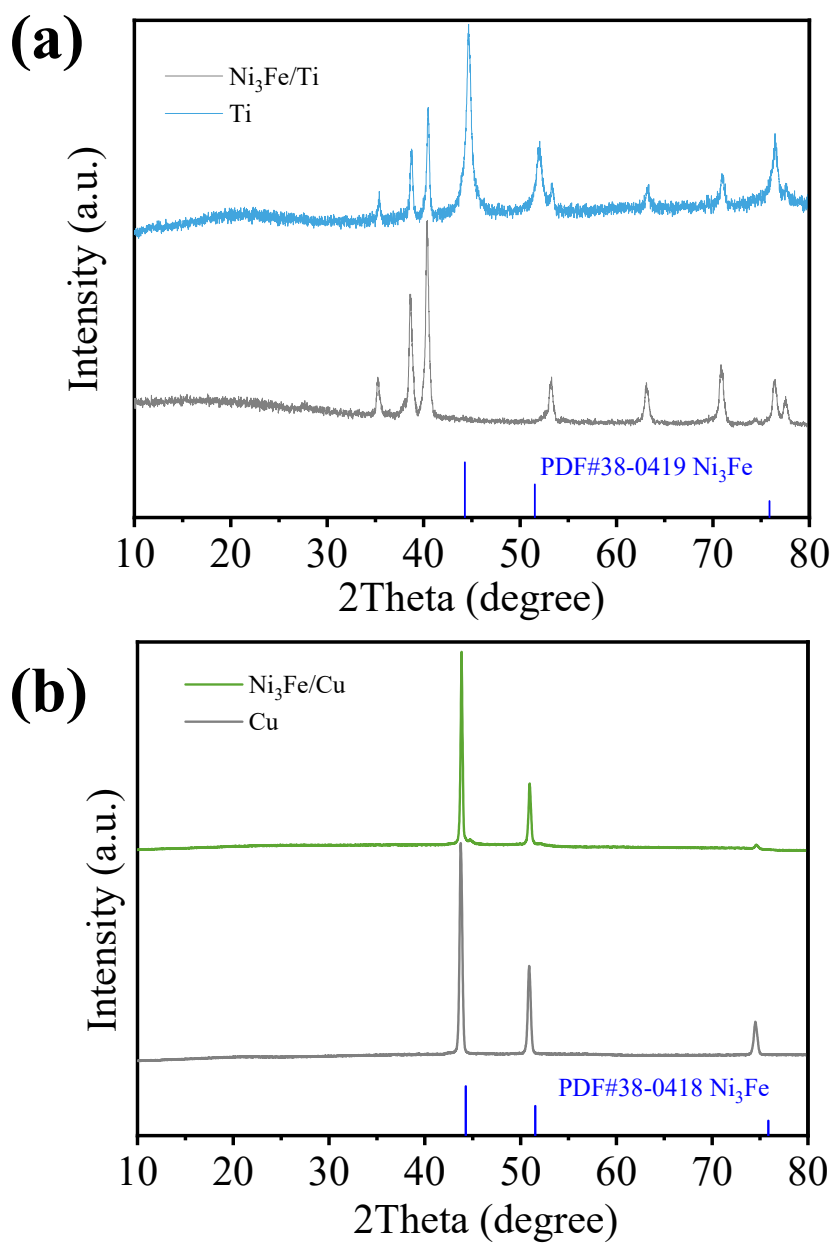 (a)
Ni₃Fe/Ti
Ti
Intensity (a.u.)
PDF#38-0419 Ni₃Fe
10 20 30 40 50 60 70 80
2Theta (degree)
(b)
Ni₃Fe/Cu
Cu
Intensity (a.u.)
PDF#38-0418 Ni₃Fe
10 20 30 40 50 60 70 80
2Theta (degree)